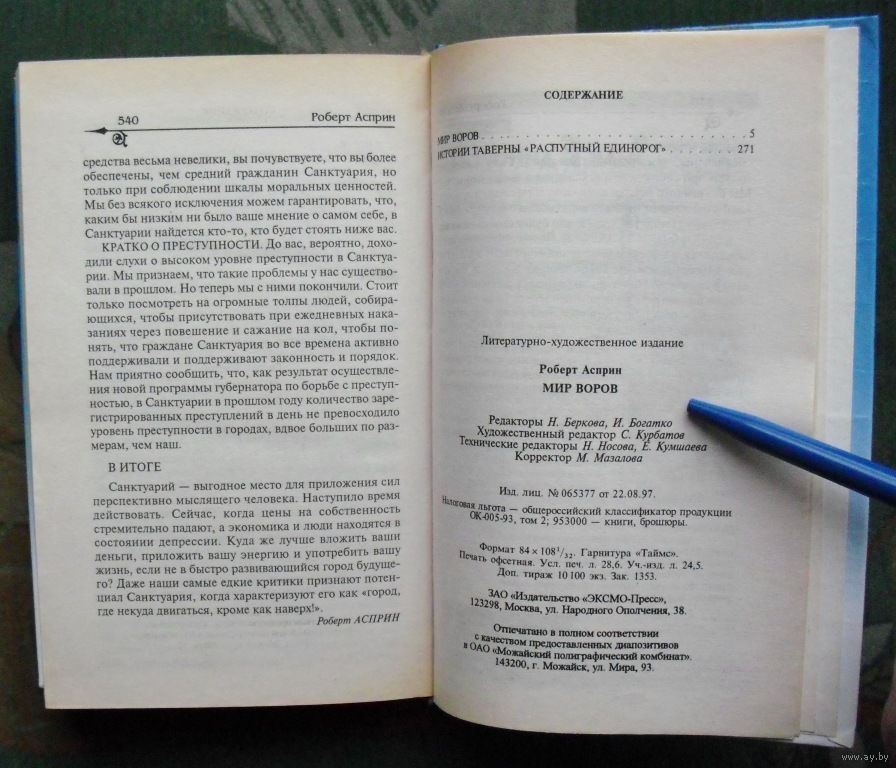 540
Роберт Асприн
средства весьма невелики, вы почувствуете, что вы более
обеспечены, чем средний гражданин Санктуария, но
только при соблюдении шкалы моральных ценностей.
Мы без всякого исключения можем гарантировать, что,
каким бы низким ни было ваше мнение о самом себе, в
Санктуарии найдется кто-то, кто будет стоять ниже вас.
КРАТКО О ПРЕСТУПНОСТИ. До вас, вероятно, дохо-
дили слухи о высоком уровне преступности в Санктуа-
рии. Мы признаем, что такие проблемы у нас существо-
вали в прошлом. Но теперь мы с ними покончили. Стоит
только посмотреть на огромные толпы людей, собираю-
щихся, чтобы присутствовать при ежедневных нака-
заниях через повешение и сажание на кол, чтобы по-
нять, что граждане Санктуария во все времена активно
поддерживали и поддерживают законность и порядок.
Нам приятно сообщить, что, как результат осуществле-
ния новой программы губернатора по борьбе с преступ-
ностью, в Санктуарии в прошлом году количество заре-
гистрированных преступлений в день не превосходило
уровень преступности в городах, вдвое больших по раз-
мерам, чем наш.
В ИТОГЕ
Санктуарий — выгодное место для приложения сил
перспективно мыслящего человека. Наступило время
действовать. Сейчас, когда цены на собственность
стремительно падают, а экономика и люди находятся в
состоянии депрессии. Куда же лучше вложить ваши
деньги, приложить вашу энергию и употребить вашу
жизнь, если не в быстро развивающийся город будуще-
го? Даже наши самые едкие критики признают потен-
циал Санктуария, когда характеризуют его как «город,
где некуда двигаться, кроме как наверх!».
Роберт АСПРИН
СОДЕРЖАНИЕ
МИР ВОРОВ . . . . . . . . . . . . . . . . . . . . . . . . . . 5
ИСТОРИИ ТАВЕРНЫ «РАСПУТНЫЙ ЕДИНОРОГ» . . . . . . . 271
Литературно-художественное издание
Роберт Асприн
МИР ВОРОВ
Редакторы Н. Беркова, И. Богатко
Художественный редактор С. Курбатов
Технические редакторы Н. Носова, Е. Кумшаева
Корректор М. Мазалова
Изд. лиц. № 065377 от 22.08.97.
Налоговая льгота — общероссийский классификатор продукции
ОК-005-93, том 2; 953000 — книги, брошюры.
Формат 84 × 108 1/32. Гарнитура «Таймс».
Печать офсетная. Усл. печ. л. 28,6. Уч.-изд. л. 24,5.
Доп. тираж 10 100 экз. Зак. 1353.
ЗАО «Издательство «ЭКСМО-Пресс»,
123298, Москва, ул. Народного Ополчения, 38.
Отпечатано в полном соответствии
с качеством предоставленных диапозитивов
в ОАО «Можайский полиграфический комбинат».
143200, г. Можайск, ул. Мира, 93.
www.ay.by